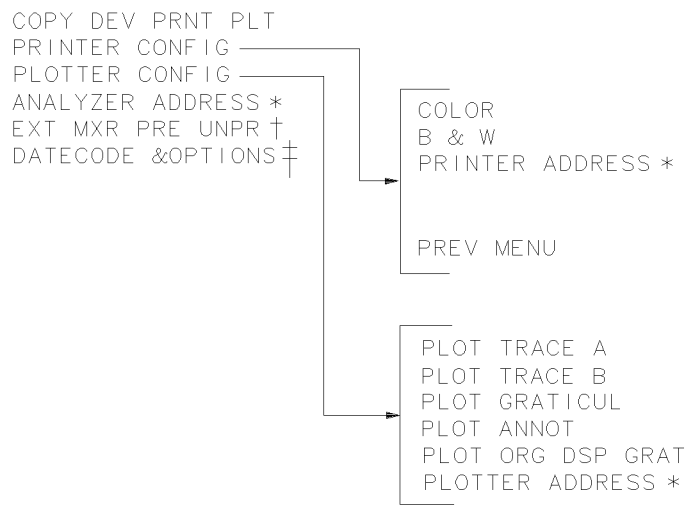 COPY DEV PRNT PLT
PRINTER CONFIG
PLOTTER CONFIG
ANALYZER ADDRESS *
EXT MXR PRE UNPR †
DATECODE &OPTIONS ‡
COLOR
B & W
PRINTER ADDRESS *
PREV MENU
PLOT TRACE A
PLOT TRACE B
PLOT GRATICUL
PLOT ANNOT
PLOT ORG DSP GRAT
PLOTTER ADDRESS *